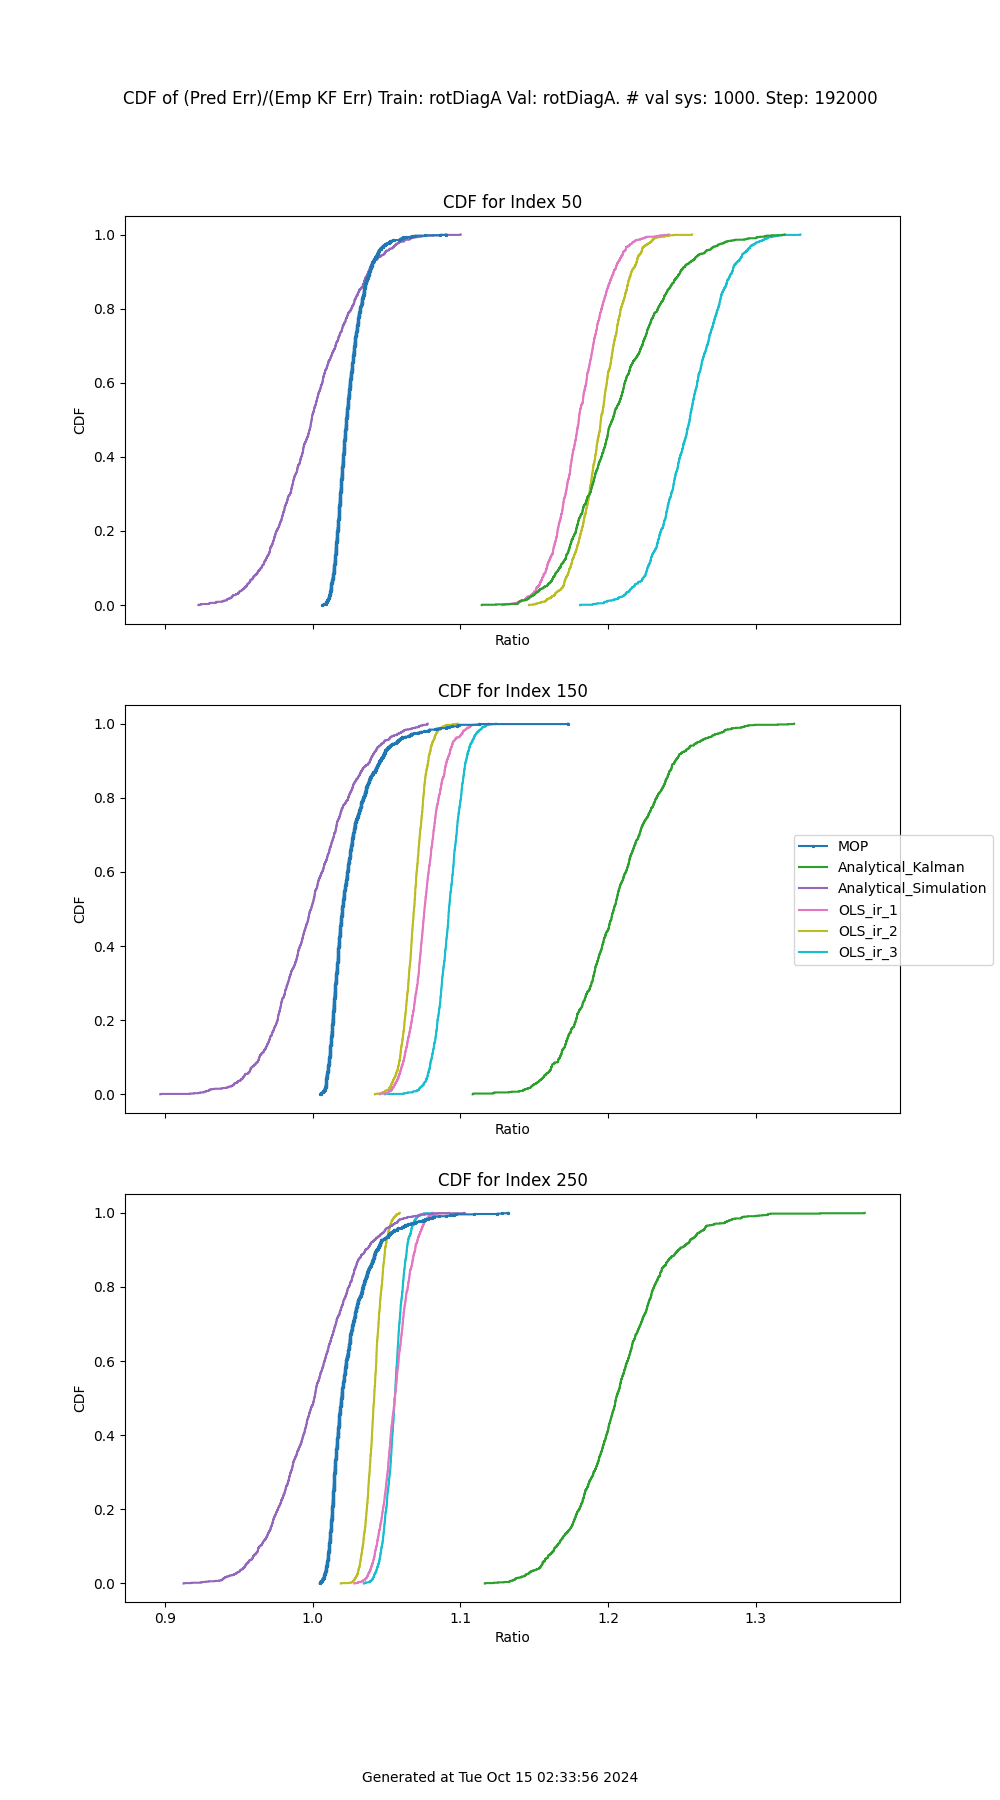 CDF of (Pred Err)/(Emp KF Err) Train: rotDiagA Val: rotDiagA. # val sys: 1000. Step: 192000
CDF for Index 50
1.0
0.8
0.6
0.4
0.2
0.0
CDF
Ratio
CDF for Index 150
1.0
0.8
0.6
0.4
0.2
0.0
CDF
Ratio
MOP
Analytical_Kalman
Analytical_Simulation
OLS_ir_1
OLS_ir_2
OLS_ir_3
CDF for Index 250
1.0
0.8
0.6
0.4
0.2
0.0
CDF
0.9 1.0 1.1 1.2 1.3
Ratio
Generated at Tue Oct 15 02:33:56 2024